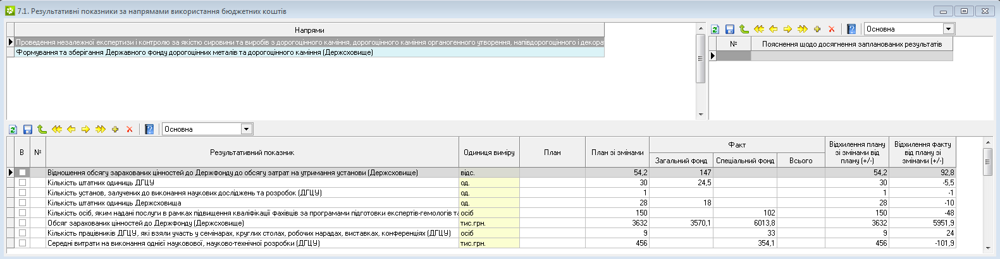 7.1. Результативні показники за напрямами використання бюджетних коштів
Напрями
Проведення незалежної експертизи і контролю за якістю сировини та виробів з дорогоцінного каміння, дорогоцінного каміння органогенного утворення, напівдорогоцінного і декора
Формування та зберігання Державного Фонду дорогоцінних металів та дорогоцінного каміння (Держсховище)
Основна
№ Пояснення щодо досягнення запланованих результатів
Основна
В № Результативний показник Одиниця виміру План План зі змінами Факт Відхилення плану зі змінами від плану (+/-) Відхилення факту від плану зі змінами (+/-)
Загальний фонд Спеціальний фонд Всього
Відношення обсягу зарахованих цінностей до Держфонду до обсягу затрат на утримання установи (Держсховище) відс. 54,2 147 54,2 92,8
Кількість штатних одиниць ДГЦУ од. 30 24,5 30 -5,5
Кількість установ, залучених до виконання наукових досліджень та розробок (ДГЦУ) од. 1 1 -1
Кількість штатних одиниць Держсховища од. 28 18 28 -10
Кількість осіб, яким надані послуги в рамках підвищення кваліфікації фахівців за програмами підготовки експертів-гемологів та осіб 150 102 150 -48
Обсяг зарахованих цінностей до Держфонду (Держсховище) тис.грн. 3632 3570,1 6013,8 3632 5951,9
Кількість працівників ДГЦУ, які взяли участь у семінарах, круглих столах, робочих нарадах, виставках, конференціях (ДГЦУ) осіб 9 33 9 24
Середні витрати на виконання однієї наукової, науково-технічної розробки (ДГЦУ) тис.грн. 456 354,1 456 -101,9